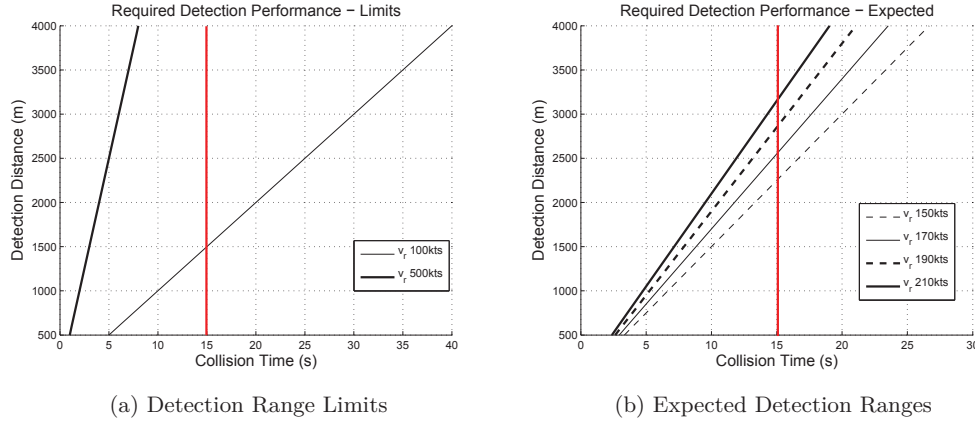 Required Detection Performance − Limits
4000
3500
3000
2500
2000
1500
1000
500
Detection Distance (m)
0 5 10 15 20 25 30 35 40
Collision Time (s)
v_r 100kts
v_r 500kts
(a) Detection Range Limits
Required Detection Performance − Expected
4000
3500
3000
2500
2000
1500
1000
500
Detection Distance (m)
0 5 10 15 20 25 30
Collision Time (s)
v_r 150kts
v_r 170kts
v_r 190kts
v_r 210kts
(b) Expected Detection Ranges